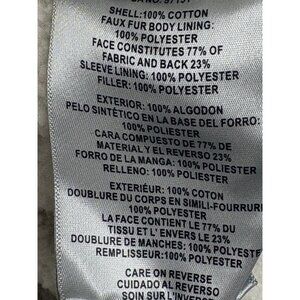 SHELL: 100% COTTON
FAUX FUR BODY LINING:
100% POLYESTER
FACE CONSTITUTES 77% OF
FABRIC AND BACK 23%
SLEEVE LINING: 100% POLYESTER
FILLER: 100% POLYESTER
EXTERIOR: 100% ALGODON
PELO SINTÉTICO EN LA BASE DEL FORRO:
100% POLIESTER
CARA COMPUESTO DE 77%
MATERIAL Y EL REVERSO 23%
FORRO DE LA MANGA: 100% POLIESTER
RELLENO: 100% POLIESTER
EXTÉRIEUR: 100% COTON
DOUBLURE DU CORPS EN SIMILI-FOURRURE
100% POLYESTER
LA FACE CONTIENT LE 77% DU
TISSU ET L' ENVERS LE 23%
DOUBLURE DE MANCHES: 100% POLYESTER
REMPLISSEUR: 100% POLYESTER
CARE ON REVERSE
CUIDADO AL REVERSO
SOIN SUR L'INVERSE